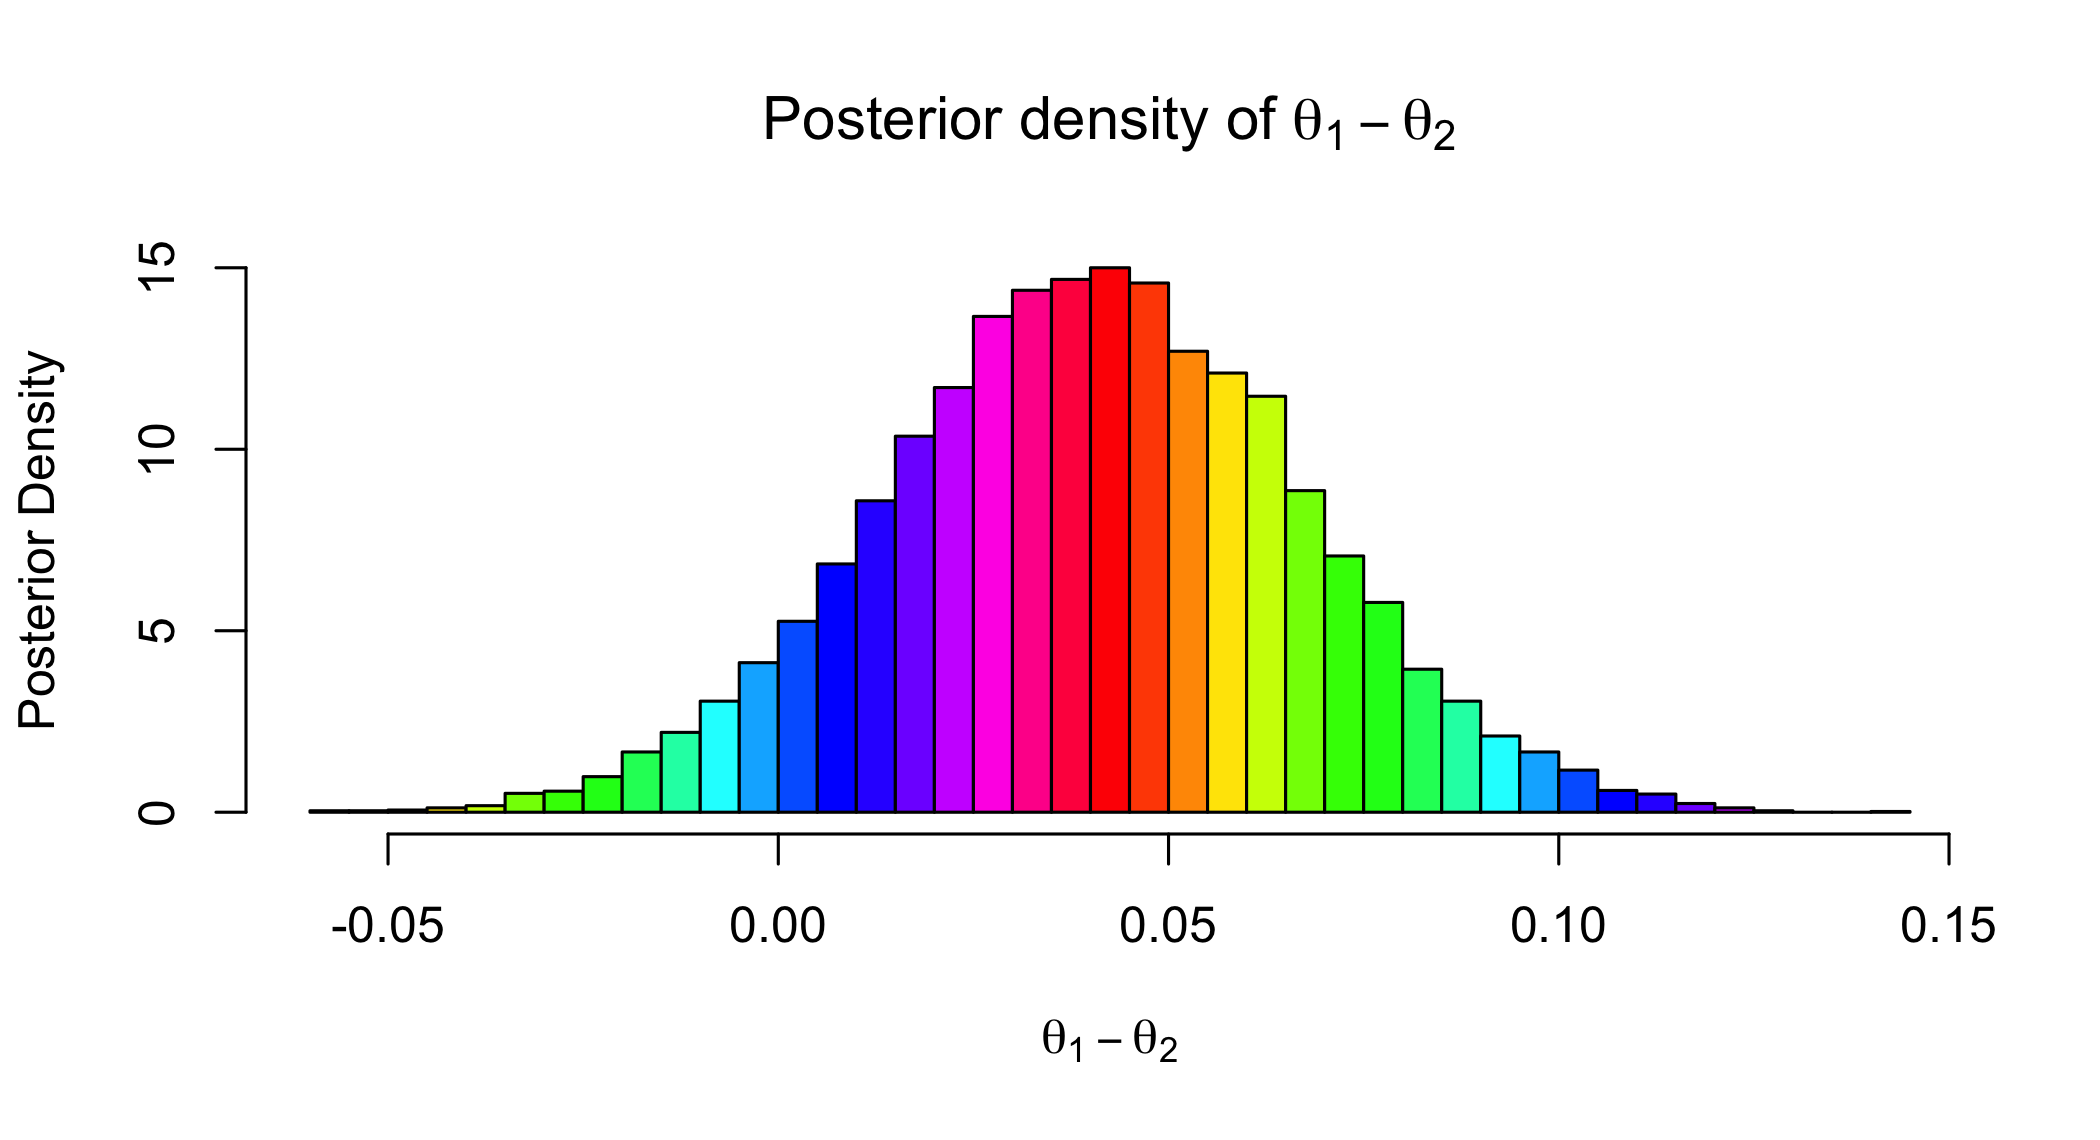 Posterior density of θ₁ – θ₂
Posterior Density
15
10
5
0
-0.05 0.00 0.05 0.10 0.15
θ₁ – θ₂